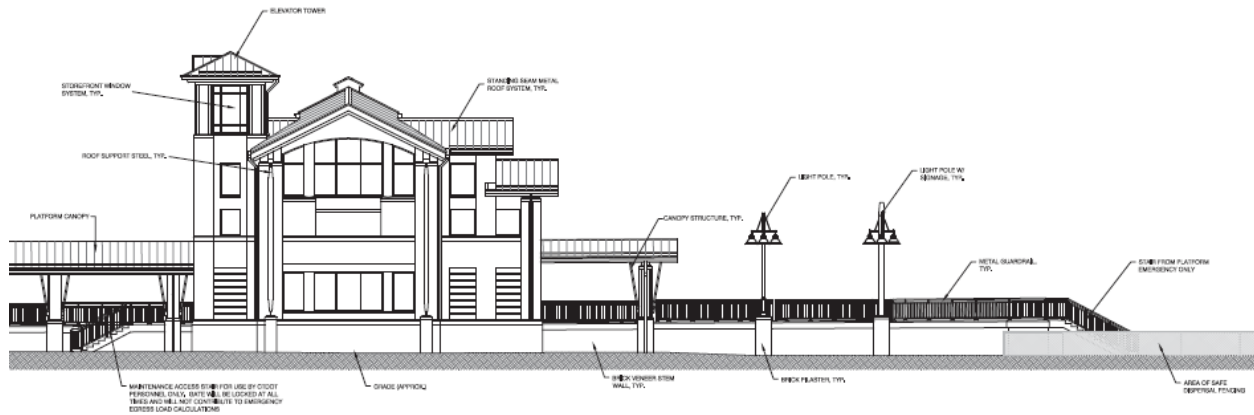 ELEVATOR TOWER
STOREFRONT WINDOW
SYSTEM, TYP.
STANDING SEAM METAL
ROOF SYSTEM, TYP.
ROOF SUPPORT STEEL, TYP.
LIGHT POLE, TYP.
LIGHT POLE W/
SIGNAGE, TYP.
PLATFORM CANOPY
CANOPY STRUCTURE, TYP.
METAL GUARDRAIL,
TYP.
STAIR FROM PLATFORM
EMERGENCY ONLY
MAINTENANCE ACCESS STAIR FOR USE BY CTDOT
PERSONNEL ONLY. GATE WILL BE LOCKED AT ALL
TIMES AND WILL NOT CONTRIBUTE TO EMERGENCY
EGRESS LOAD CALCULATIONS
GRADE (APPROX.)
BRICK VENEER STEM
WALL, TYP.
BRICK PILASTER, TYP.
AREA OF SAFE
DISPERSAL FENCING